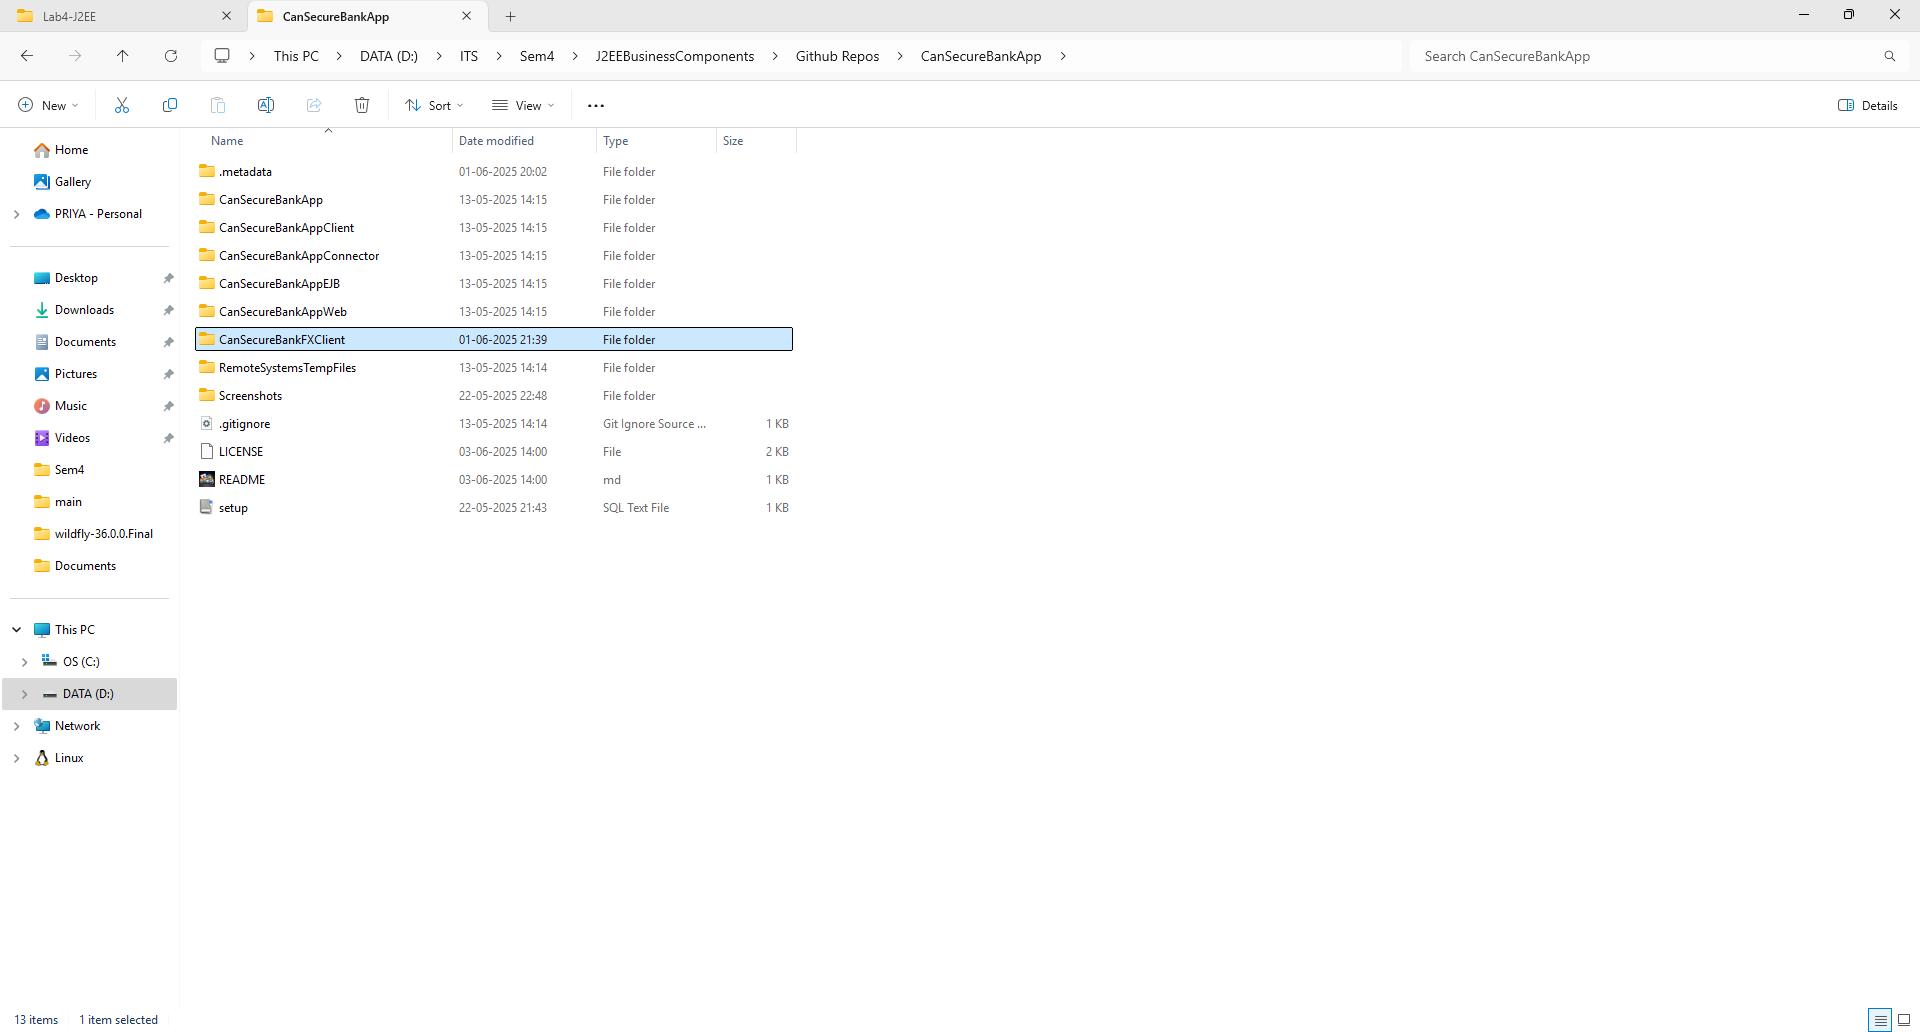 Lab4-J2EE
CanSecureBankApp
This PC
DATA (D:)
ITS
Sem4
J2EEBusinessComponents
Github Repos
CanSecureBankApp
Search CanSecureBankApp
New
Sort
View
Details
Home
Gallery
PRIYA - Personal
Desktop
Downloads
Documents
Pictures
Music
Videos
Sem4
main
wildfly-36.0.0.Final
Documents
This PC
OS (C:)
DATA (D:)
Network
Linux
Name Date modified Type Size
.metadata 01-06-2025 20:02 File folder
CanSecureBankApp 13-05-2025 14:15 File folder
CanSecureBankAppClient 13-05-2025 14:15 File folder
CanSecureBankAppConnector 13-05-2025 14:15 File folder
CanSecureBankAppEJB 13-05-2025 14:15 File folder
CanSecureBankAppWeb 13-05-2025 14:15 File folder
CanSecureBankFXClient 01-06-2025 21:39 File folder
RemoteSystemsTempFiles 13-05-2025 14:14 File folder
Screenshots 22-05-2025 22:48 File folder
.gitignore 13-05-2025 14:14 Git Ignore Source ... 1 KB
LICENSE 03-06-2025 14:00 File 2 KB
README 03-06-2025 14:00 md 1 KB
setup 22-05-2025 21:43 SQL Text File 1 KB
13 items 1 item selected